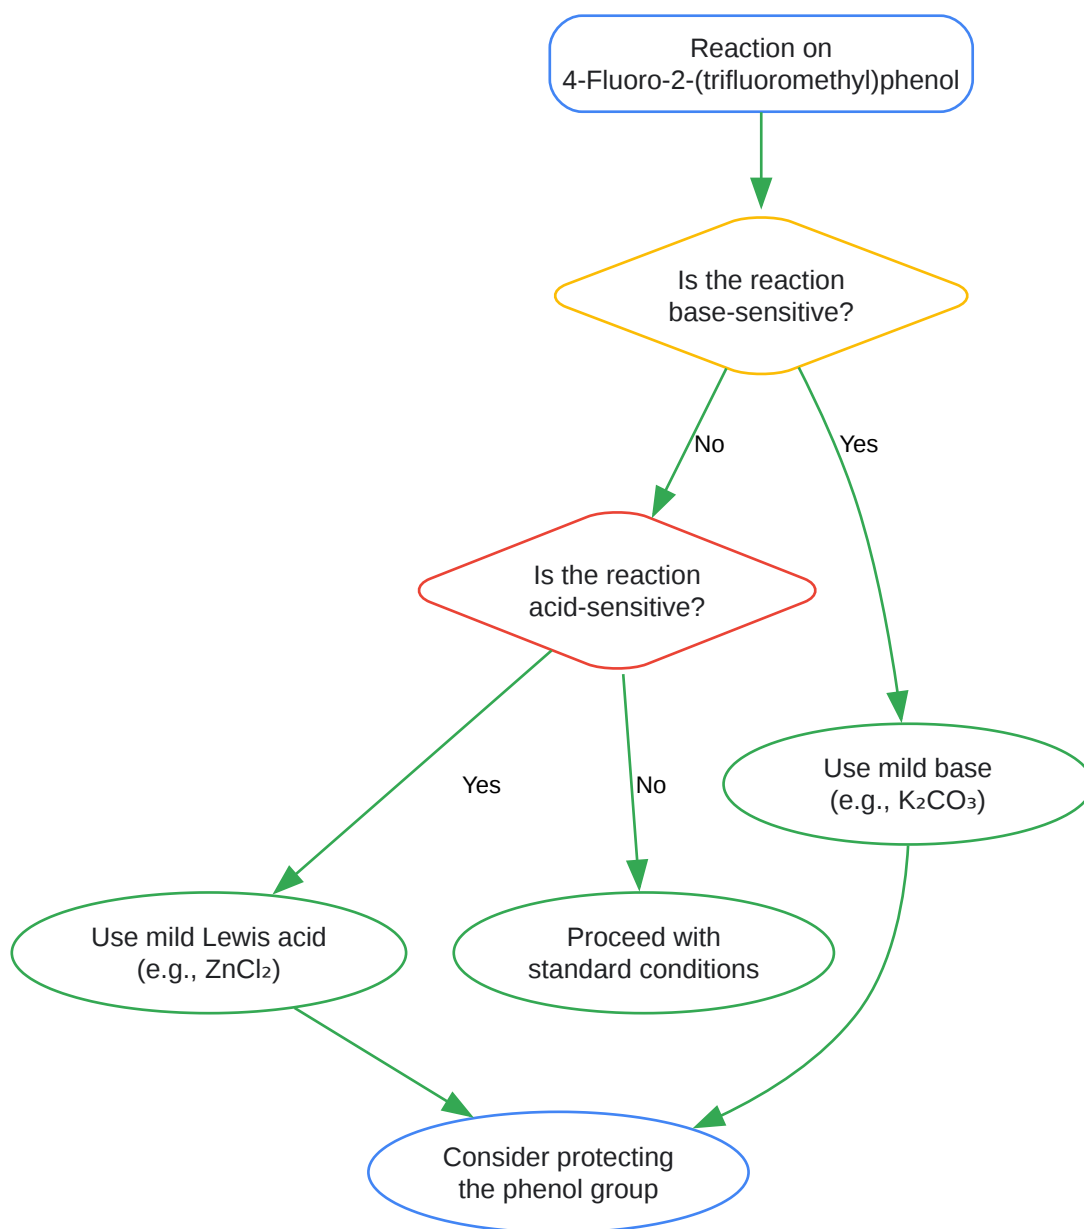 Reaction on
4-Fluoro-2-(trifluoromethyl)phenol
Is the reaction
base-sensitive?
No
Yes
Is the reaction
acid-sensitive?
Yes
No
Use mild base
(e.g., K₂CO₃)
Use mild Lewis acid
(e.g., ZnCl₂)
Proceed with
standard conditions
Consider protecting
the phenol group